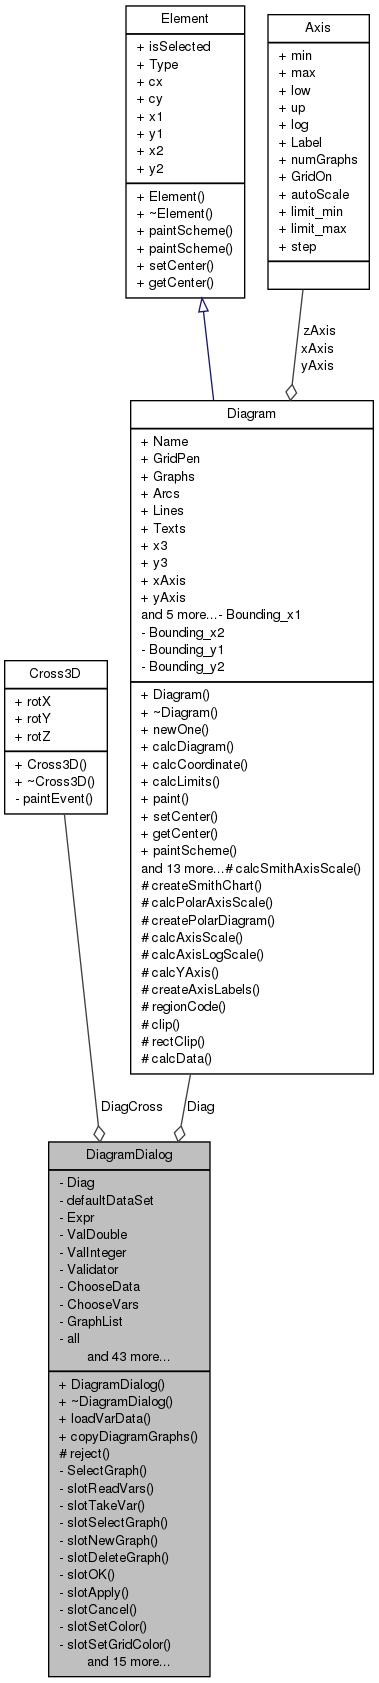 Element
+ isSelected
+ Type
+ cx
+ cy
+ x1
+ y1
+ x2
+ y2
+ Element()
+ ~Element()
+ paintScheme()
+ paintScheme()
+ setCenter()
+ getCenter()
Axis
+ min
+ max
+ low
+ up
+ log
+ Label
+ numGraphs
+ GridOn
+ autoScale
+ limit_min
+ limit_max
+ step
zAxis
xAxis
yAxis
Diagram
+ Name
+ GridPen
+ Graphs
+ Arcs
+ Lines
+ Texts
+ x3
+ y3
+ xAxis
+ yAxis
and 5 more...- Bounding_x1
- Bounding_x2
- Bounding_y1
- Bounding_y2
+ Diagram()
+ ~Diagram()
+ newOne()
+ calcDiagram()
+ calcCoordinate()
+ calcLimits()
+ paint()
+ setCenter()
+ getCenter()
+ paintScheme()
and 13 more...# calcSmithAxisScale()
# createSmithChart()
# calcPolarAxisScale()
# createPolarDiagram()
# calcAxisScale()
# calcAxisLogScale()
# calcYAxis()
# createAxisLabels()
# regionCode()
# clip()
# rectClip()
# calcData()
Cross3D
+ rotX
+ rotY
+ rotZ
+ Cross3D()
+ ~Cross3D()
- paintEvent()
DiagCross
Diag
DiagramDialog
- Diag
- defaultDataSet
- Expr
- ValDouble
- ValInteger
- Validator
- ChooseData
- ChooseVars
- GraphList
- all
and 43 more...
+ DiagramDialog()
+ ~DiagramDialog()
+ loadVarData()
+ copyDiagramGraphs()
# reject()
- SelectGraph()
- slotReadVars()
- slotTakeVar()
- slotSelectGraph()
- slotNewGraph()
- slotDeleteGraph()
- slotOK()
- slotApply()
- slotCancel()
- slotSetColor()
- slotSetGridColor()
and 15 more...